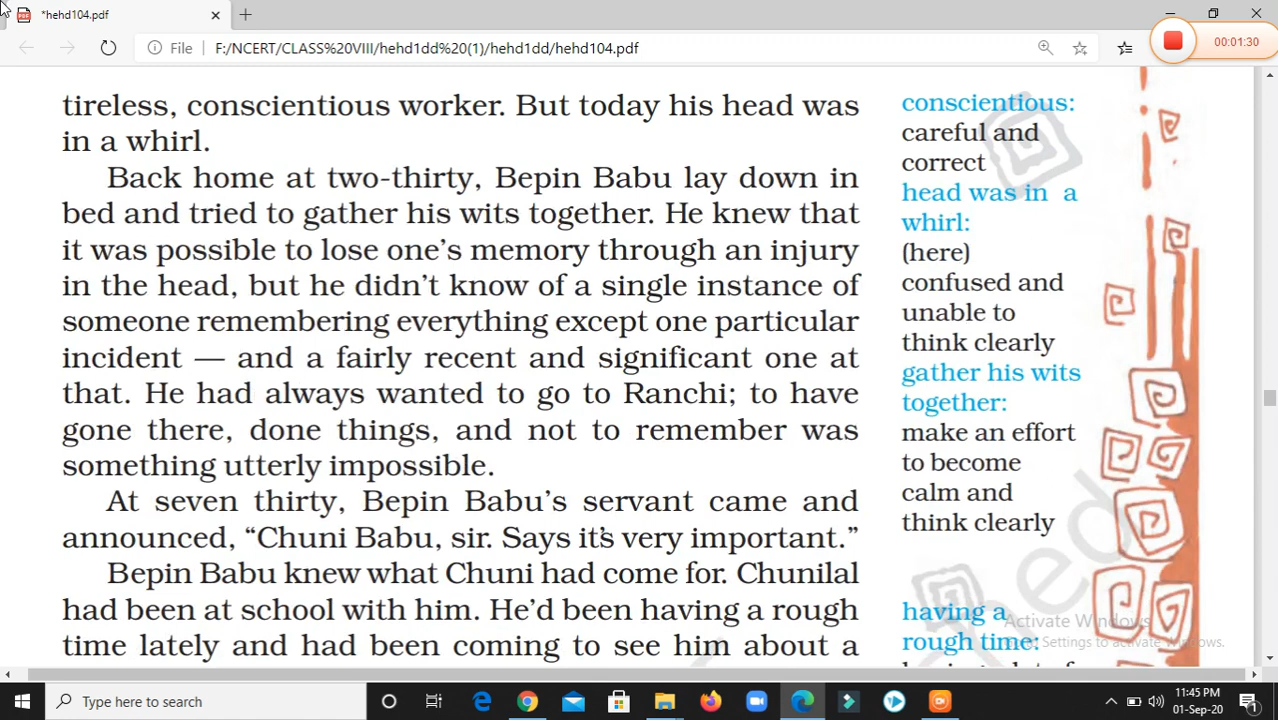 *hehd104.pdf
File F:/NCERT/CLASS%20VIII/hehd1dd%20(1)/hehd1dd/hehd104.pdf
00:01:30
tireless, conscientious worker. But today his head was
in a whirl.
Back home at two-thirty, Bepin Babu lay down in
bed and tried to gather his wits together. He knew that
it was possible to lose one’s memory through an injury
in the head, but he didn’t know of a single instance of
someone remembering everything except one particular
incident — and a fairly recent and significant one at
that. He had always wanted to go to Ranchi; to have
gone there, done things, and not to remember was
something utterly impossible.
At seven thirty, Bepin Babu’s servant came and
announced, “Chuni Babu, sir. Says it’s very important.”
Bepin Babu knew what Chuni had come for. Chunilal
had been at school with him. He’d been having a rough
time lately and had been coming to see him about a
conscientious:
careful and
correct
head was in a
whirl:
(here)
confused and
unable to
think clearly
gather his wits
together:
make an effort
to become
calm and
think clearly
having a
rough time:
Activate Windows
Settings to activate Windows.
Type here to search
11:45 PM
01-Sep-20